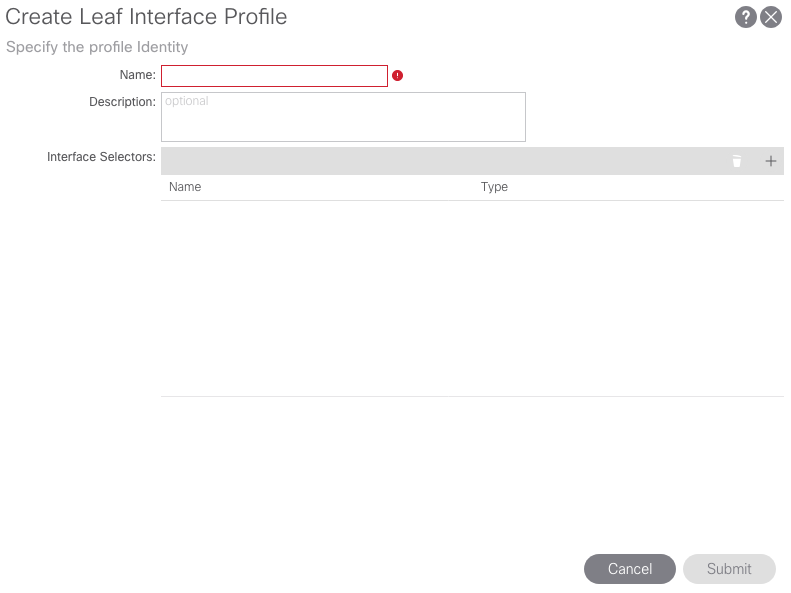 Create Leaf Interface Profile
Specify the profile Identity
Name:
Description: optional
Interface Selectors:
Name Type
Cancel Submit